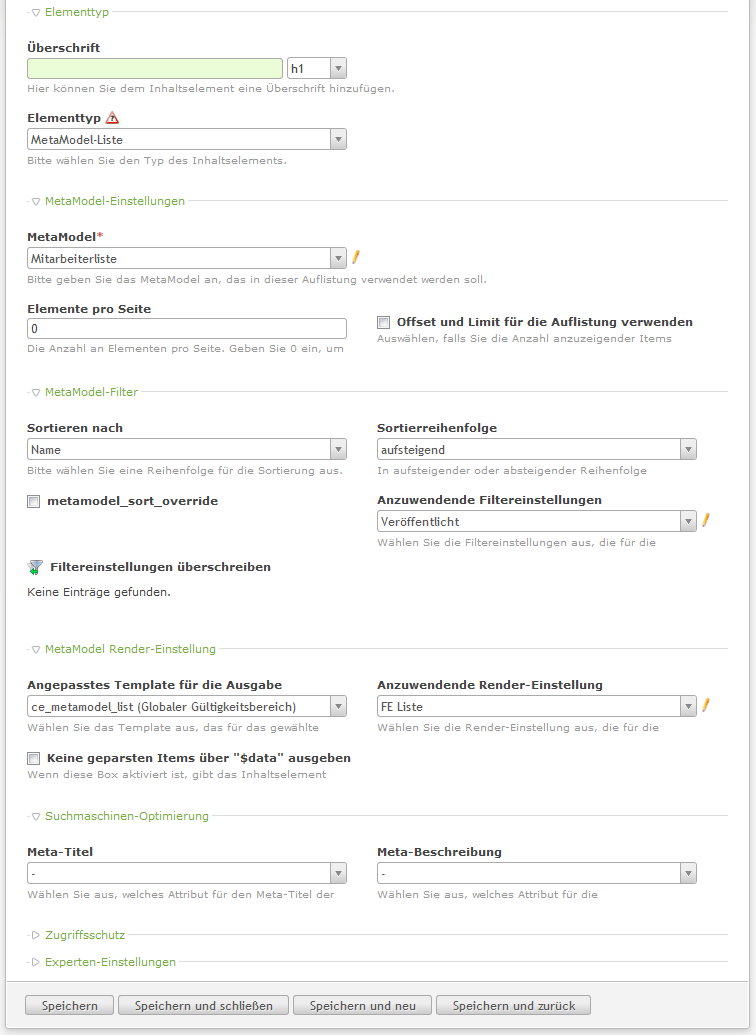 Elementtyp
Überschrift
h1
Hier können Sie dem Inhaltselement eine Überschrift hinzufügen.
Elementtyp
MetaModel-Liste
Bitte wählen Sie den Typ des Inhaltselements.
MetaModel-Einstellungen
MetaModel*
Mitarbeiterliste
Bitte geben Sie das MetaModel an, das in dieser Auflistung verwendet werden soll.
Elemente pro Seite
0
Offset und Limit für die Auflistung verwenden
Die Anzahl an Elementen pro Seite. Geben Sie 0 ein, um
Auswählen, falls Sie die Anzahl anzuzeigender Items
MetaModel-Filter
Sortieren nach
Sortierreihenfolge
Name
aufsteigend
Bitte wählen Sie eine Reihenfolge für die Sortierung aus.
In aufsteigender oder absteigender Reihenfolge
metamodel_sort_override
Anzuwendende Filtereinstellungen
Veröffentlicht
Wählen Sie die Filtereinstellungen aus, die für die
Filtereinstellungen überschreiben
Keine Einträge gefunden.
MetaModel Render-Einstellung
Angepasstes Template für die Ausgabe
Anzuwendende Render-Einstellung
ce_metamodel_list (Globaler Gültigkeitsbereich)
FE Liste
Wählen Sie das Template aus, das für das gewählte
Wählen Sie die Render-Einstellung aus, die für die
Keine geparsten Items über "$data" ausgeben
Wenn diese Box aktiviert ist, gibt das Inhaltselement
Suchmaschinen-Optimierung
Meta-Titel
Meta-Beschreibung
-
-
Wählen Sie aus, welches Attribut für den Meta-Titel der
Wählen Sie aus, welches Attribut für die
Zugriffsschutz
Experten-Einstellungen
Speichern
Speichern und schließen
Speichern und neu
Speichern und zurück